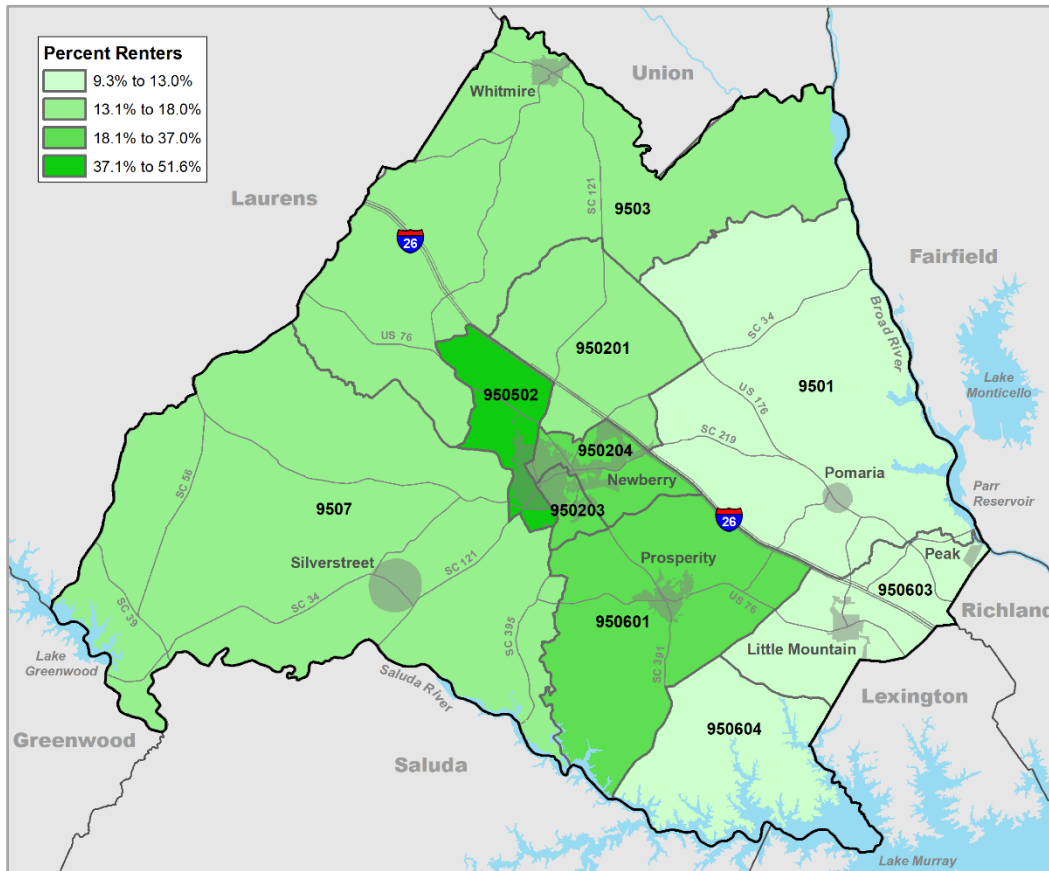 Percent Renters
9.3% to 13.0%
13.1% to 18.0%
18.1% to 37.0%
37.1% to 51.6%
Union
Whitmire
Laurens
SC 121
9503
26
Fairfield
Broad River
SC 34
US 76
950201
9501
Lake
Monticello
950502
US 176
SC 219
950204
Pomaria
Newberry
Parr
Reservoir
SC 56
9507
950203
26
Silverstreet
SC 121
Prosperity
Peak
950603
SC 34
US 76
Richland
SC 39
950601
SC 395
Little Mountain
SC 391
Lake
Greenwood
Saluda River
Lexington
Greenwood
950604
Saluda
Lake Murray